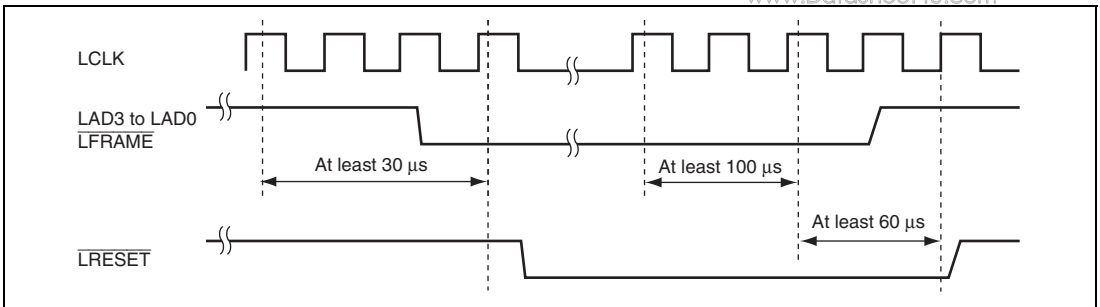 LCLK
LAD3 to LAD0
LFRAME
At least 30 μs
At least 100 μs
At least 60 μs
LRESET